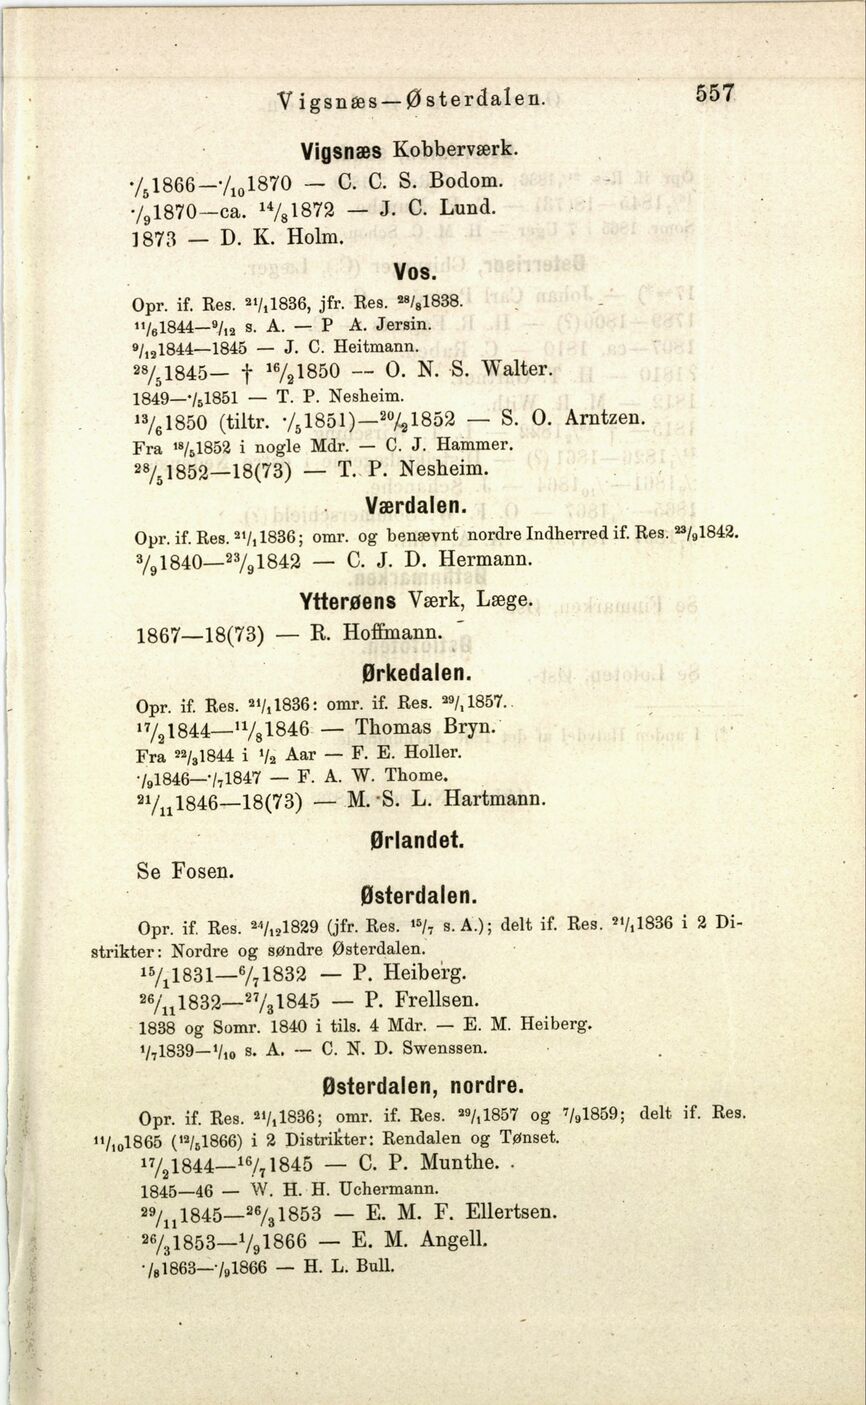 Vigsnæs—Østerdalen. 557
Vigsnæs Kobberværk.
·/₅1866—·/₁₀1870 — C. C. S. Bodom.
·/₉1870—ca. ¹⁴/₈1872 — J. C. Lund.
1873 — D. K. Holm.
Vos.
Opr. if. Res. ²¹/₁1836, jfr. Res. ²⁸/₈1838.
¹¹/₆1844—⁹/₁₂ s. A. — P A. Jersin.
⁹/₁₂1844—1845 — J. C. Heitmann.
²⁸/₅1845— † ¹⁶/₂1850 — O. N. S. Walter.
1849—·/₅1851 — T. P. Nesheim.
¹³/₆1850 (tiltr. ·/₅1851)—²⁰/₂1852 — S. O. Arntzen.
Fra ¹⁸/₅1852 i nogle Mdr. — C. J. Hammer.
²⁸/₅1852—18(73) — T. P. Nesheim.
Værdalen.
Opr. if. Res. ²¹/₁1836; omr. og benævnt nordre Indherred if. Res. ²³/₉1842.
³/₉1840—²³/₉1842 — C. J. D. Hermann.
Ytterøens Værk, Læge.
1867—18(73) — R. Hoffmann.
Ørkedalen.
Opr. if. Res. ²¹/₁1836: omr. if. Res. ²⁹/₁1857.
¹⁷/₂1844—¹¹/₈1846 — Thomas Bryn.
Fra ²²/₃1844 i ¹/₂ Aar — F. E. Holler.
·/₉1846—·/₇1847 — F. A. W. Thome.
²¹/₁₁1846—18(73) — M. S. L. Hartmann.
Ørlandet.
Se Fosen.
Østerdalen.
Opr. if. Res. ²⁴/₁₂1829 (jfr. Res. ¹⁵/₇ s. A.); delt if. Res. ²¹/₁1836 i 2 Di-
strikter: Nordre og søndre Østerdalen.
¹⁵/₁1831—⁶/₇1832 — P. Heiberg.
²⁶/₁₁1832—²⁷/₃1845 — P. Frellsen.
1838 og Somr. 1840 i tils. 4 Mdr. — E. M. Heiberg.
¹/₇1839—¹/₁₀ s. A. — C. N. D. Swenssen.
Østerdalen, nordre.
Opr. if. Res. ²¹/₁1836; omr. if. Res. ²⁹/₁1857 og ⁷/₉1859; delt if. Res.
¹¹/₁₀1865 (¹²/₅1866) i 2 Distrikter: Rendalen og Tønset.
¹⁷/₂1844—¹⁶/₇1845 — C. P. Munthe.
1845—46 — W. H. H. Uchermann.
²⁹/₁₁1845—²⁶/₃1853 — E. M. F. Ellertsen.
²⁶/₃1853—¹/₉1866 — E. M. Angell.
·/₈1863—·/₉1866 — H. L. Bull.